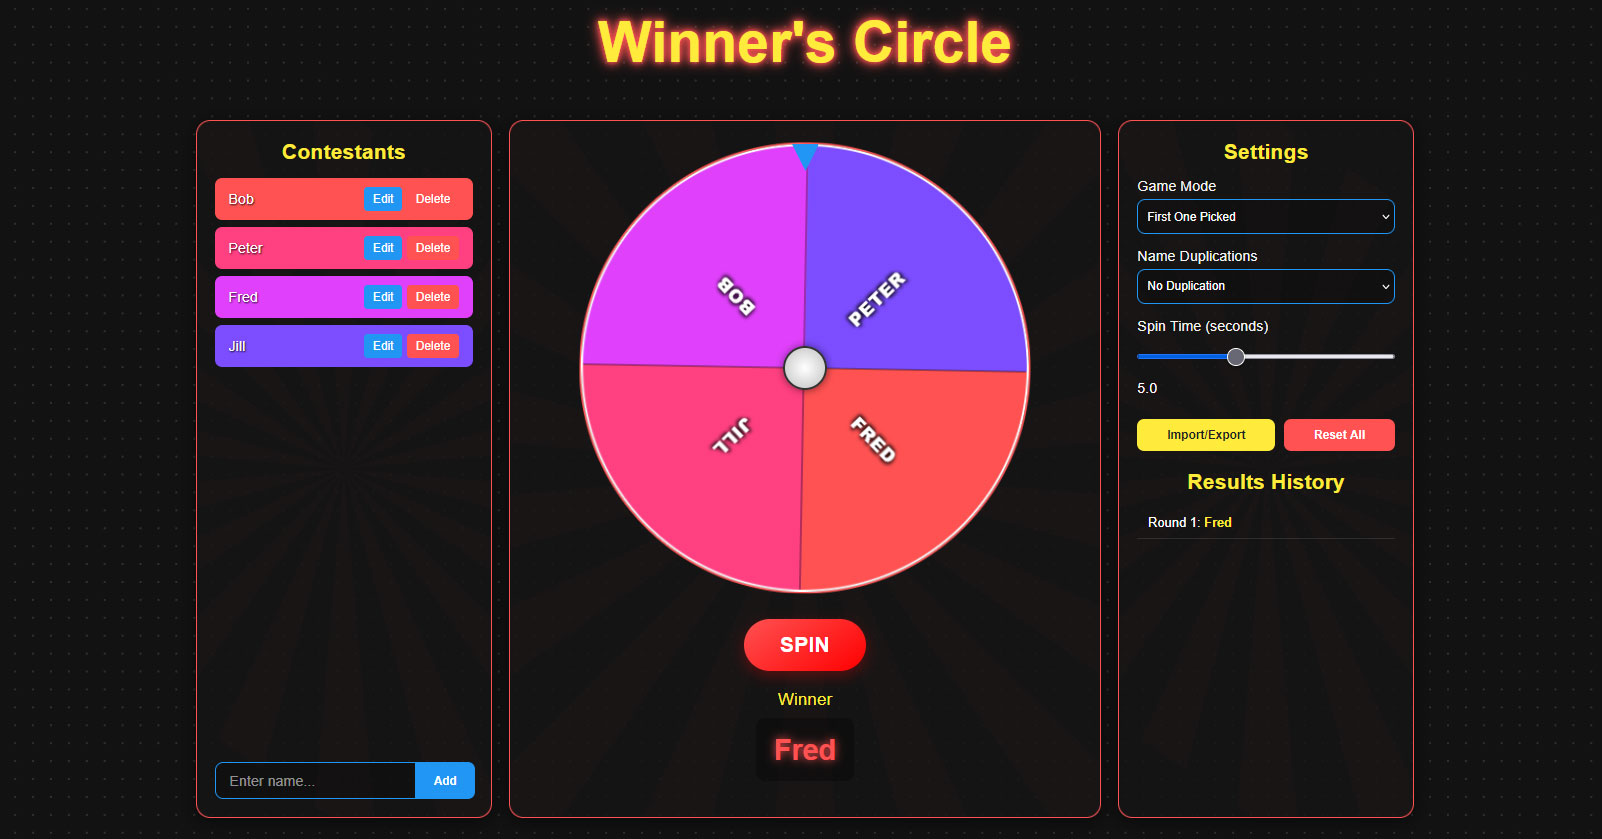 Winner's Circle
Contestants
Bob Edit Delete
Peter Edit Delete
Fred Edit Delete
Jill Edit Delete
Enter name... Add
BOB
PETER
JILL
FRED
SPIN
Winner
Fred
Settings
Game Mode
First One Picked
Name Duplications
No Duplication
Spin Time (seconds)
5.0
Import/Export Reset All
Results History
Round 1: Fred